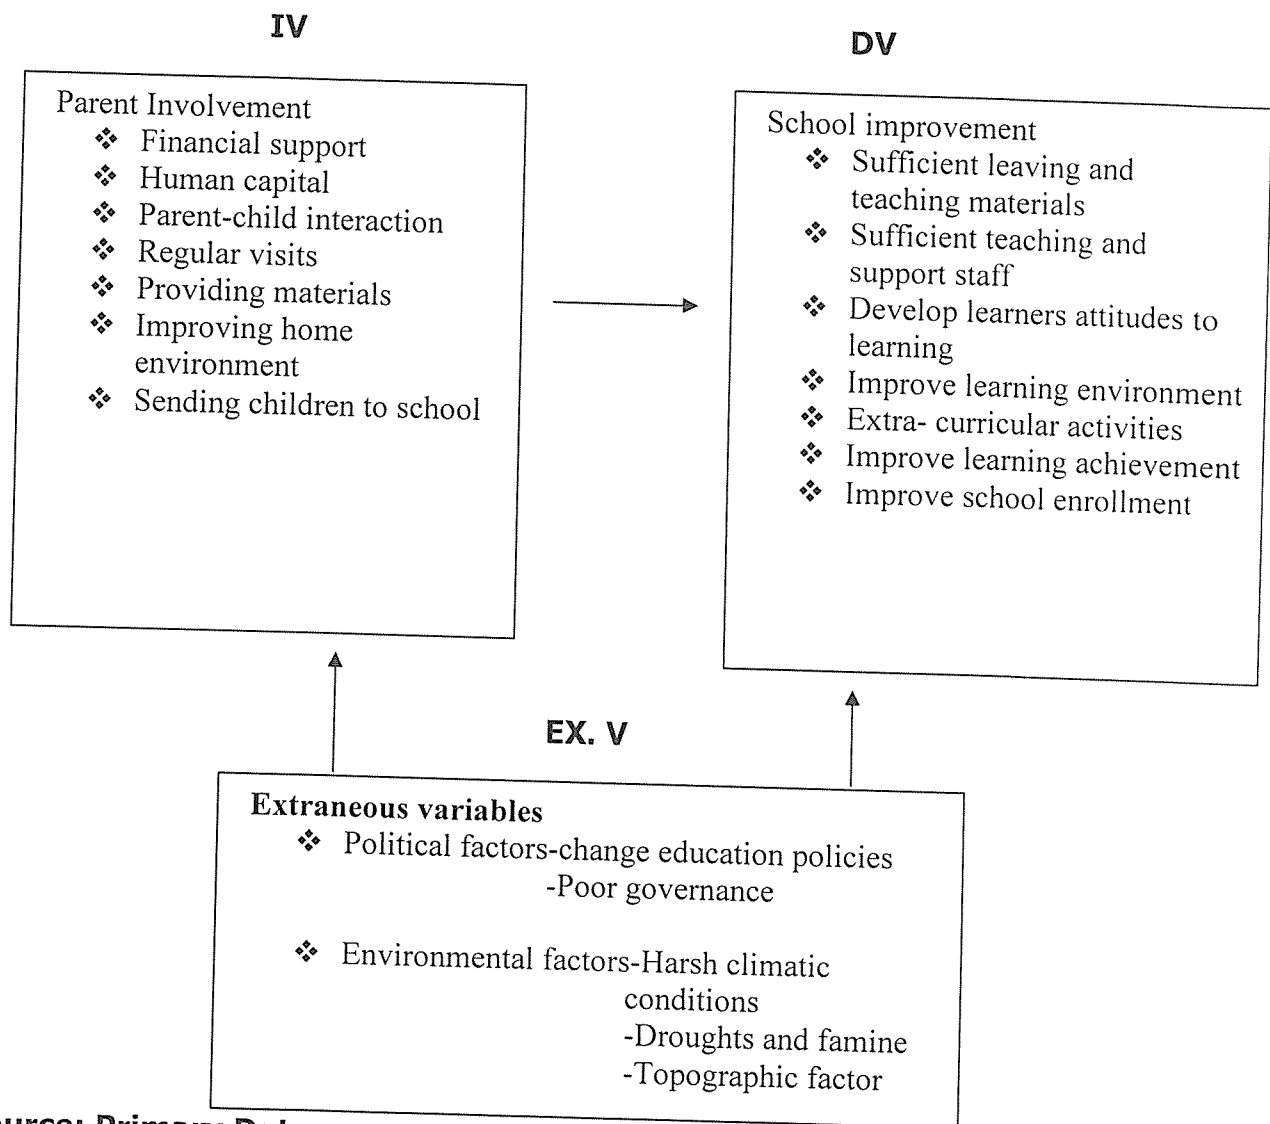 IV
Parent Involvement
❖ Financial support
❖ Human capital
❖ Parent-child interaction
❖ Regular visits
❖ Providing materials
❖ Improving home
environment
❖ Sending children to school
DV
School improvement
❖ Sufficient leaving and
teaching materials
❖ Sufficient teaching and
support staff
❖ Develop learners attitudes to
learning
❖ Improve learning environment
❖ Extra- curricular activities
❖ Improve learning achievement
❖ Improve school enrollment
EX. V
Extraneous variables
❖ Political factors-change education policies
-Poor governance
❖ Environmental factors-Harsh climatic
conditions
-Droughts and famine
-Topographic factor